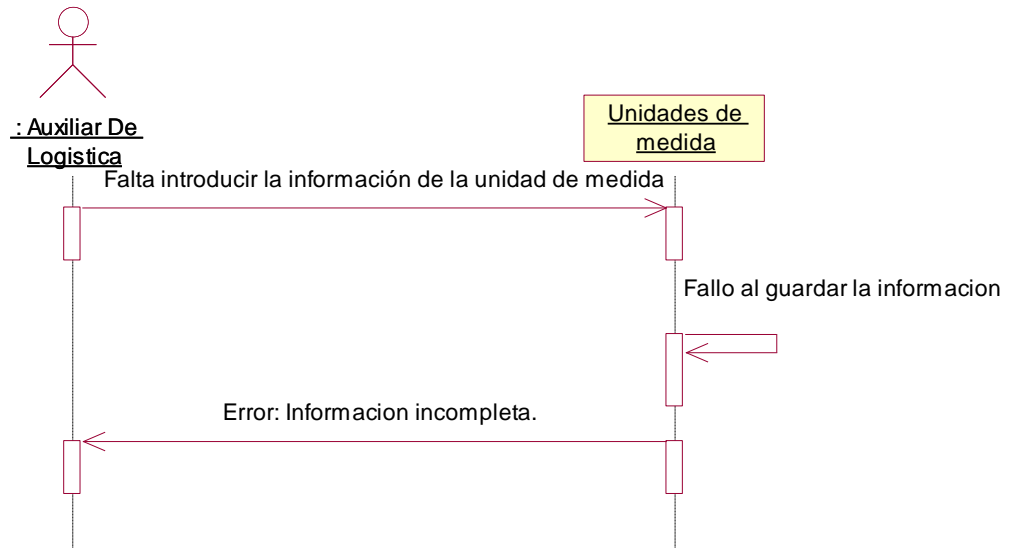 : Auxiliar De
Logistica
Unidades de
medida
Falta introducir la información de la unidad de medida
Fallo al guardar la informacion
Error: Informacion incompleta.